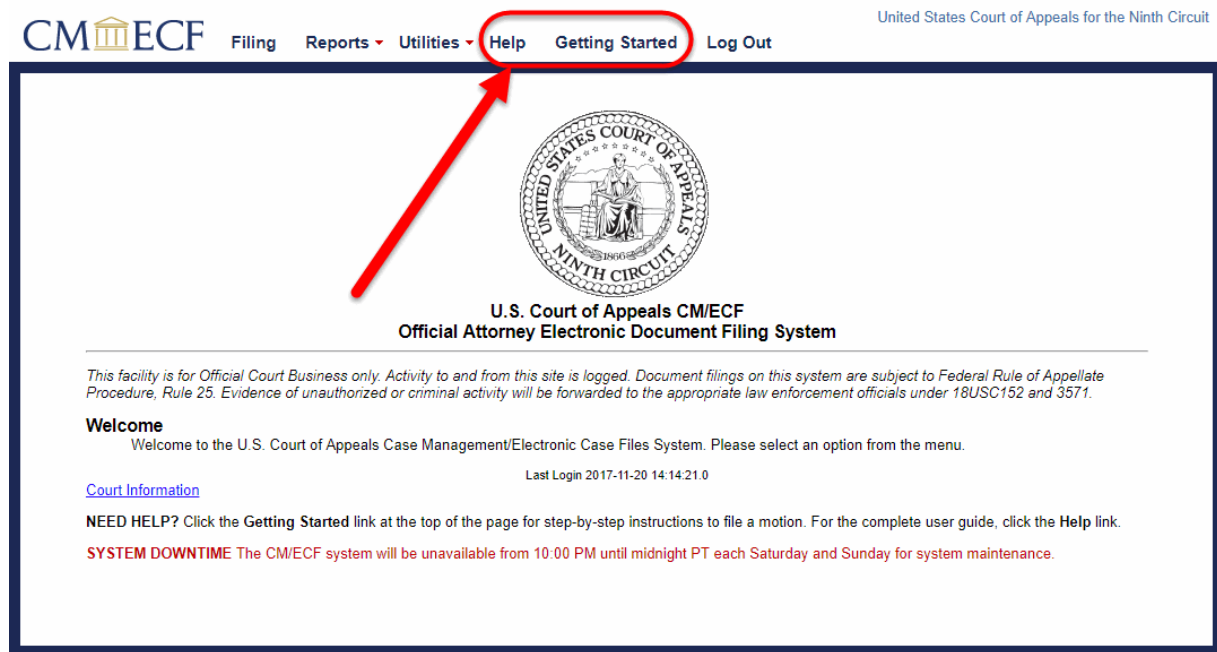 United States Court of Appeals for the Ninth Circuit
CM ECF Filing Reports Utilities Help Getting Started Log Out
UNITED STATES COURT OF APPEALS
1866
NINTH CIRCUIT
U.S. Court of Appeals CM/ECF
Official Attorney Electronic Document Filing System
This facility is for Official Court Business only. Activity to and from this site is logged. Document filings on this system are subject to Federal Rule of Appellate
Procedure, Rule 25. Evidence of unauthorized or criminal activity will be forwarded to the appropriate law enforcement officials under 18USC152 and 3571.
Welcome
Welcome to the U.S. Court of Appeals Case Management/Electronic Case Files System. Please select an option from the menu.
Last Login 2017-11-20 14:14:21.0
Court Information
NEED HELP? Click the Getting Started link at the top of the page for step-by-step instructions to file a motion. For the complete user guide, click the Help link.
SYSTEM DOWNTIME The CM/ECF system will be unavailable from 10:00 PM until midnight PT each Saturday and Sunday for system maintenance.